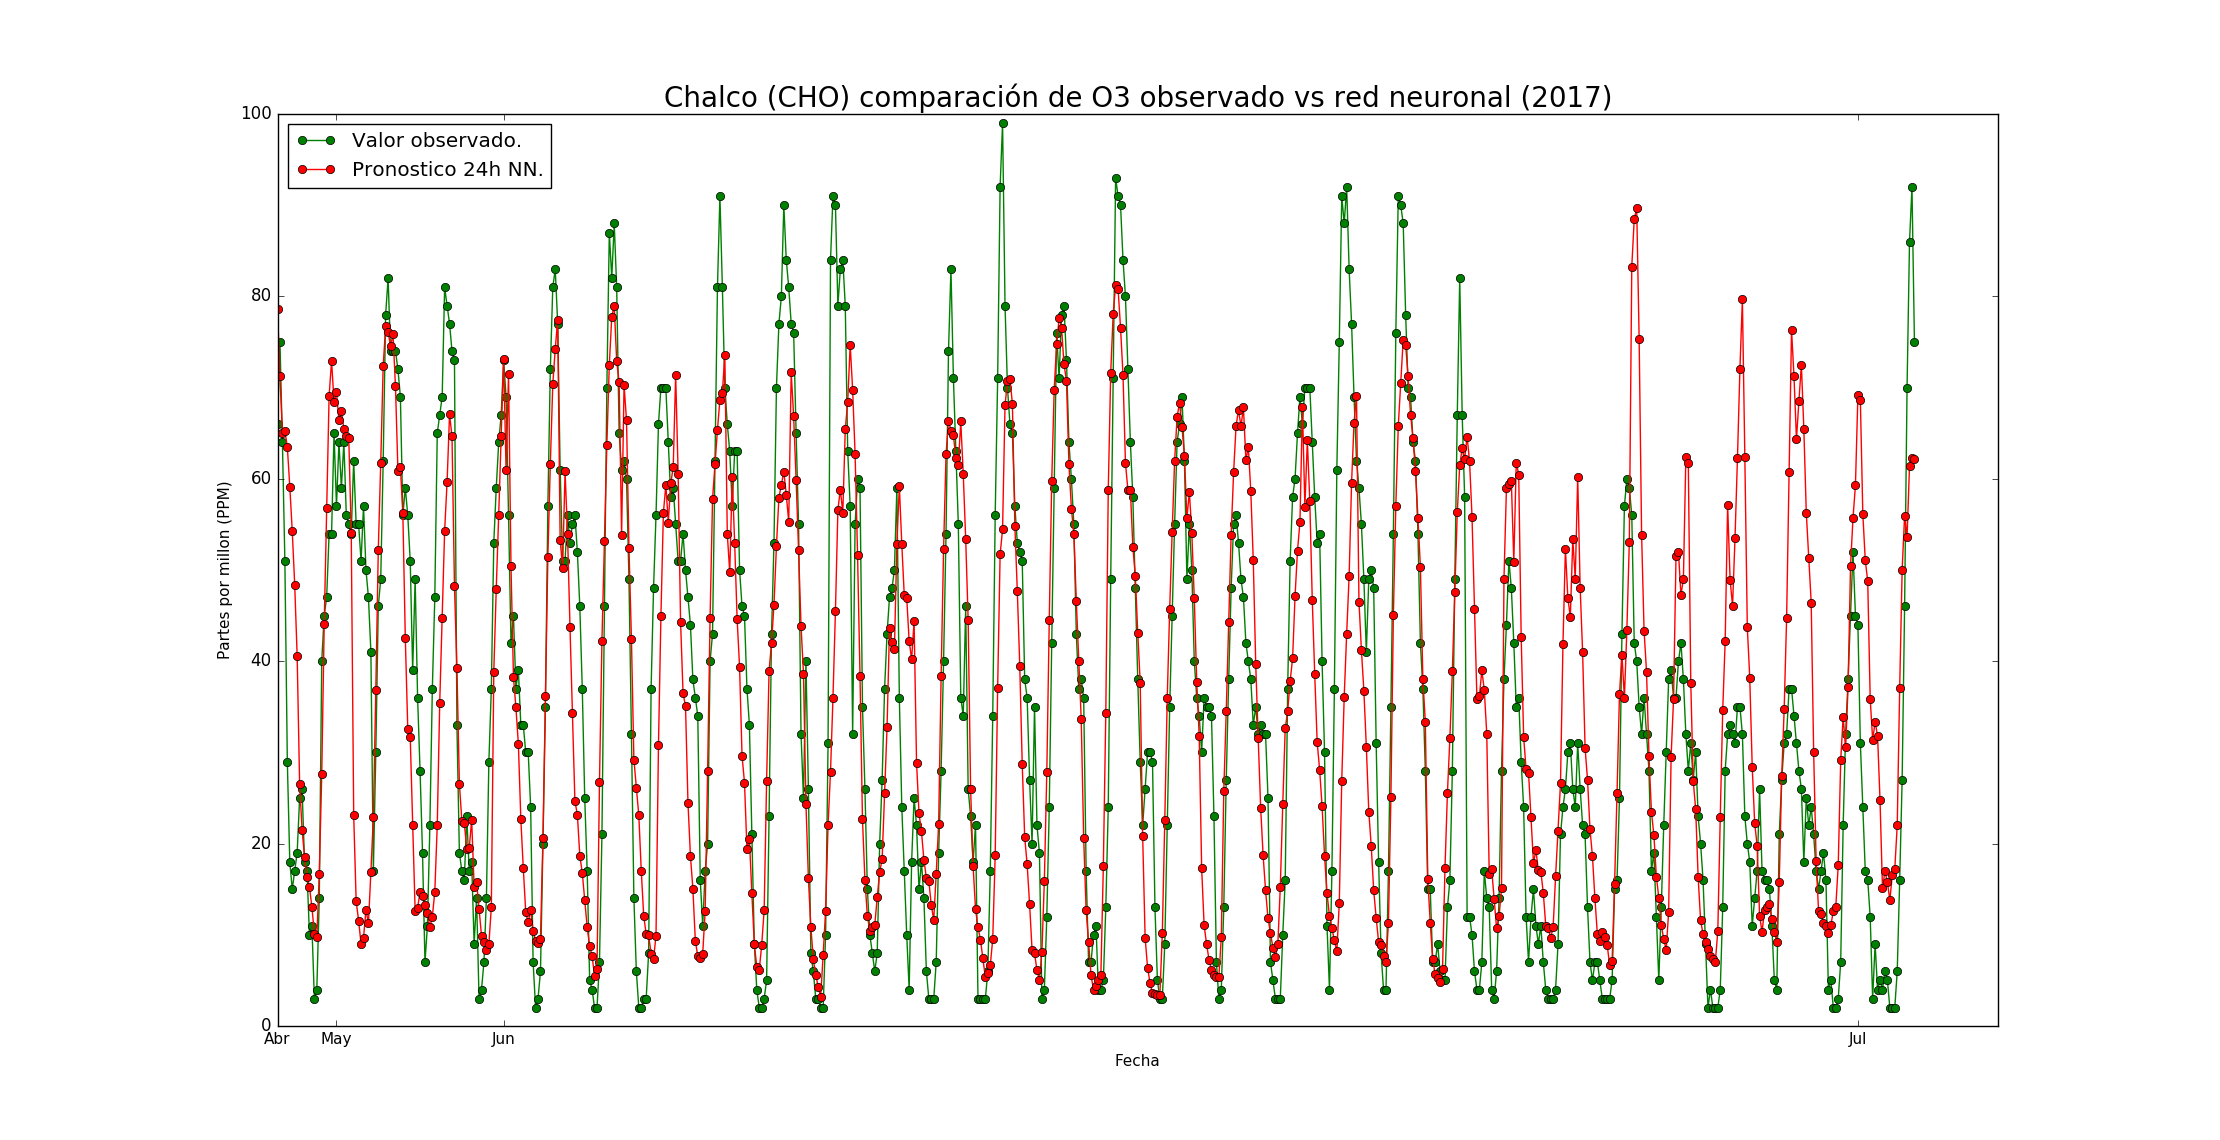 Chalco (CHO) comparación de O3 observado vs red neuronal (2017)
100
80
60
40
20
0
Valor observado.
Pronostico 24h NN.
Partes por millon (PPM)
Abr May Jun Jul
Fecha